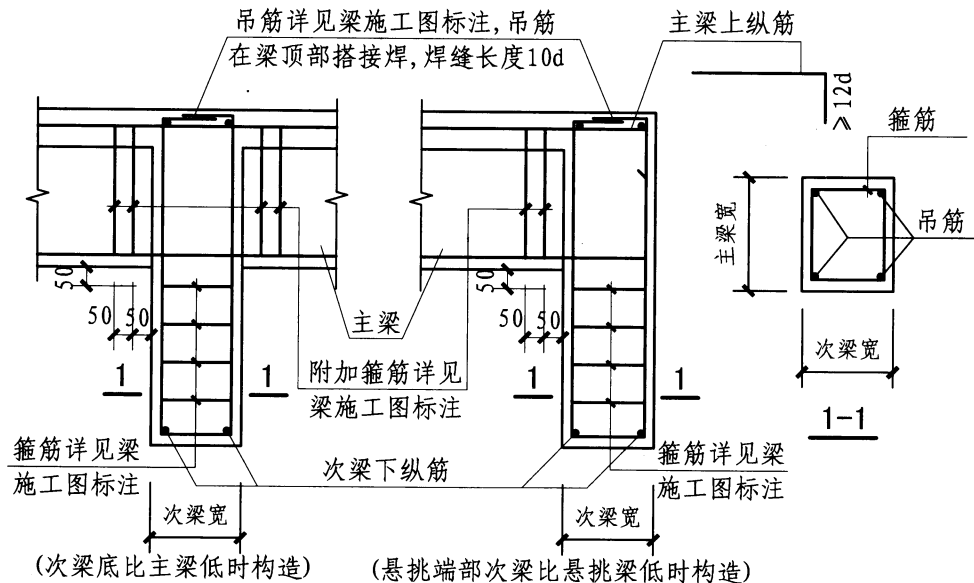 吊筋详见梁施工图标注,吊筋
在梁顶部搭接焊,焊缝长度10d
主梁上纵筋
≥12d
箍筋
吊筋
主梁宽
次梁宽
1-1
50
50
50
50
50
50
主梁
1
1
1
1
附加箍筋详见
梁施工图标注
箍筋详见梁
施工图标注
次梁下纵筋
箍筋详见梁
施工图标注
次梁宽
次梁宽
(次梁底比主梁低时构造)
(悬挑端部次梁比悬挑梁低时构造)